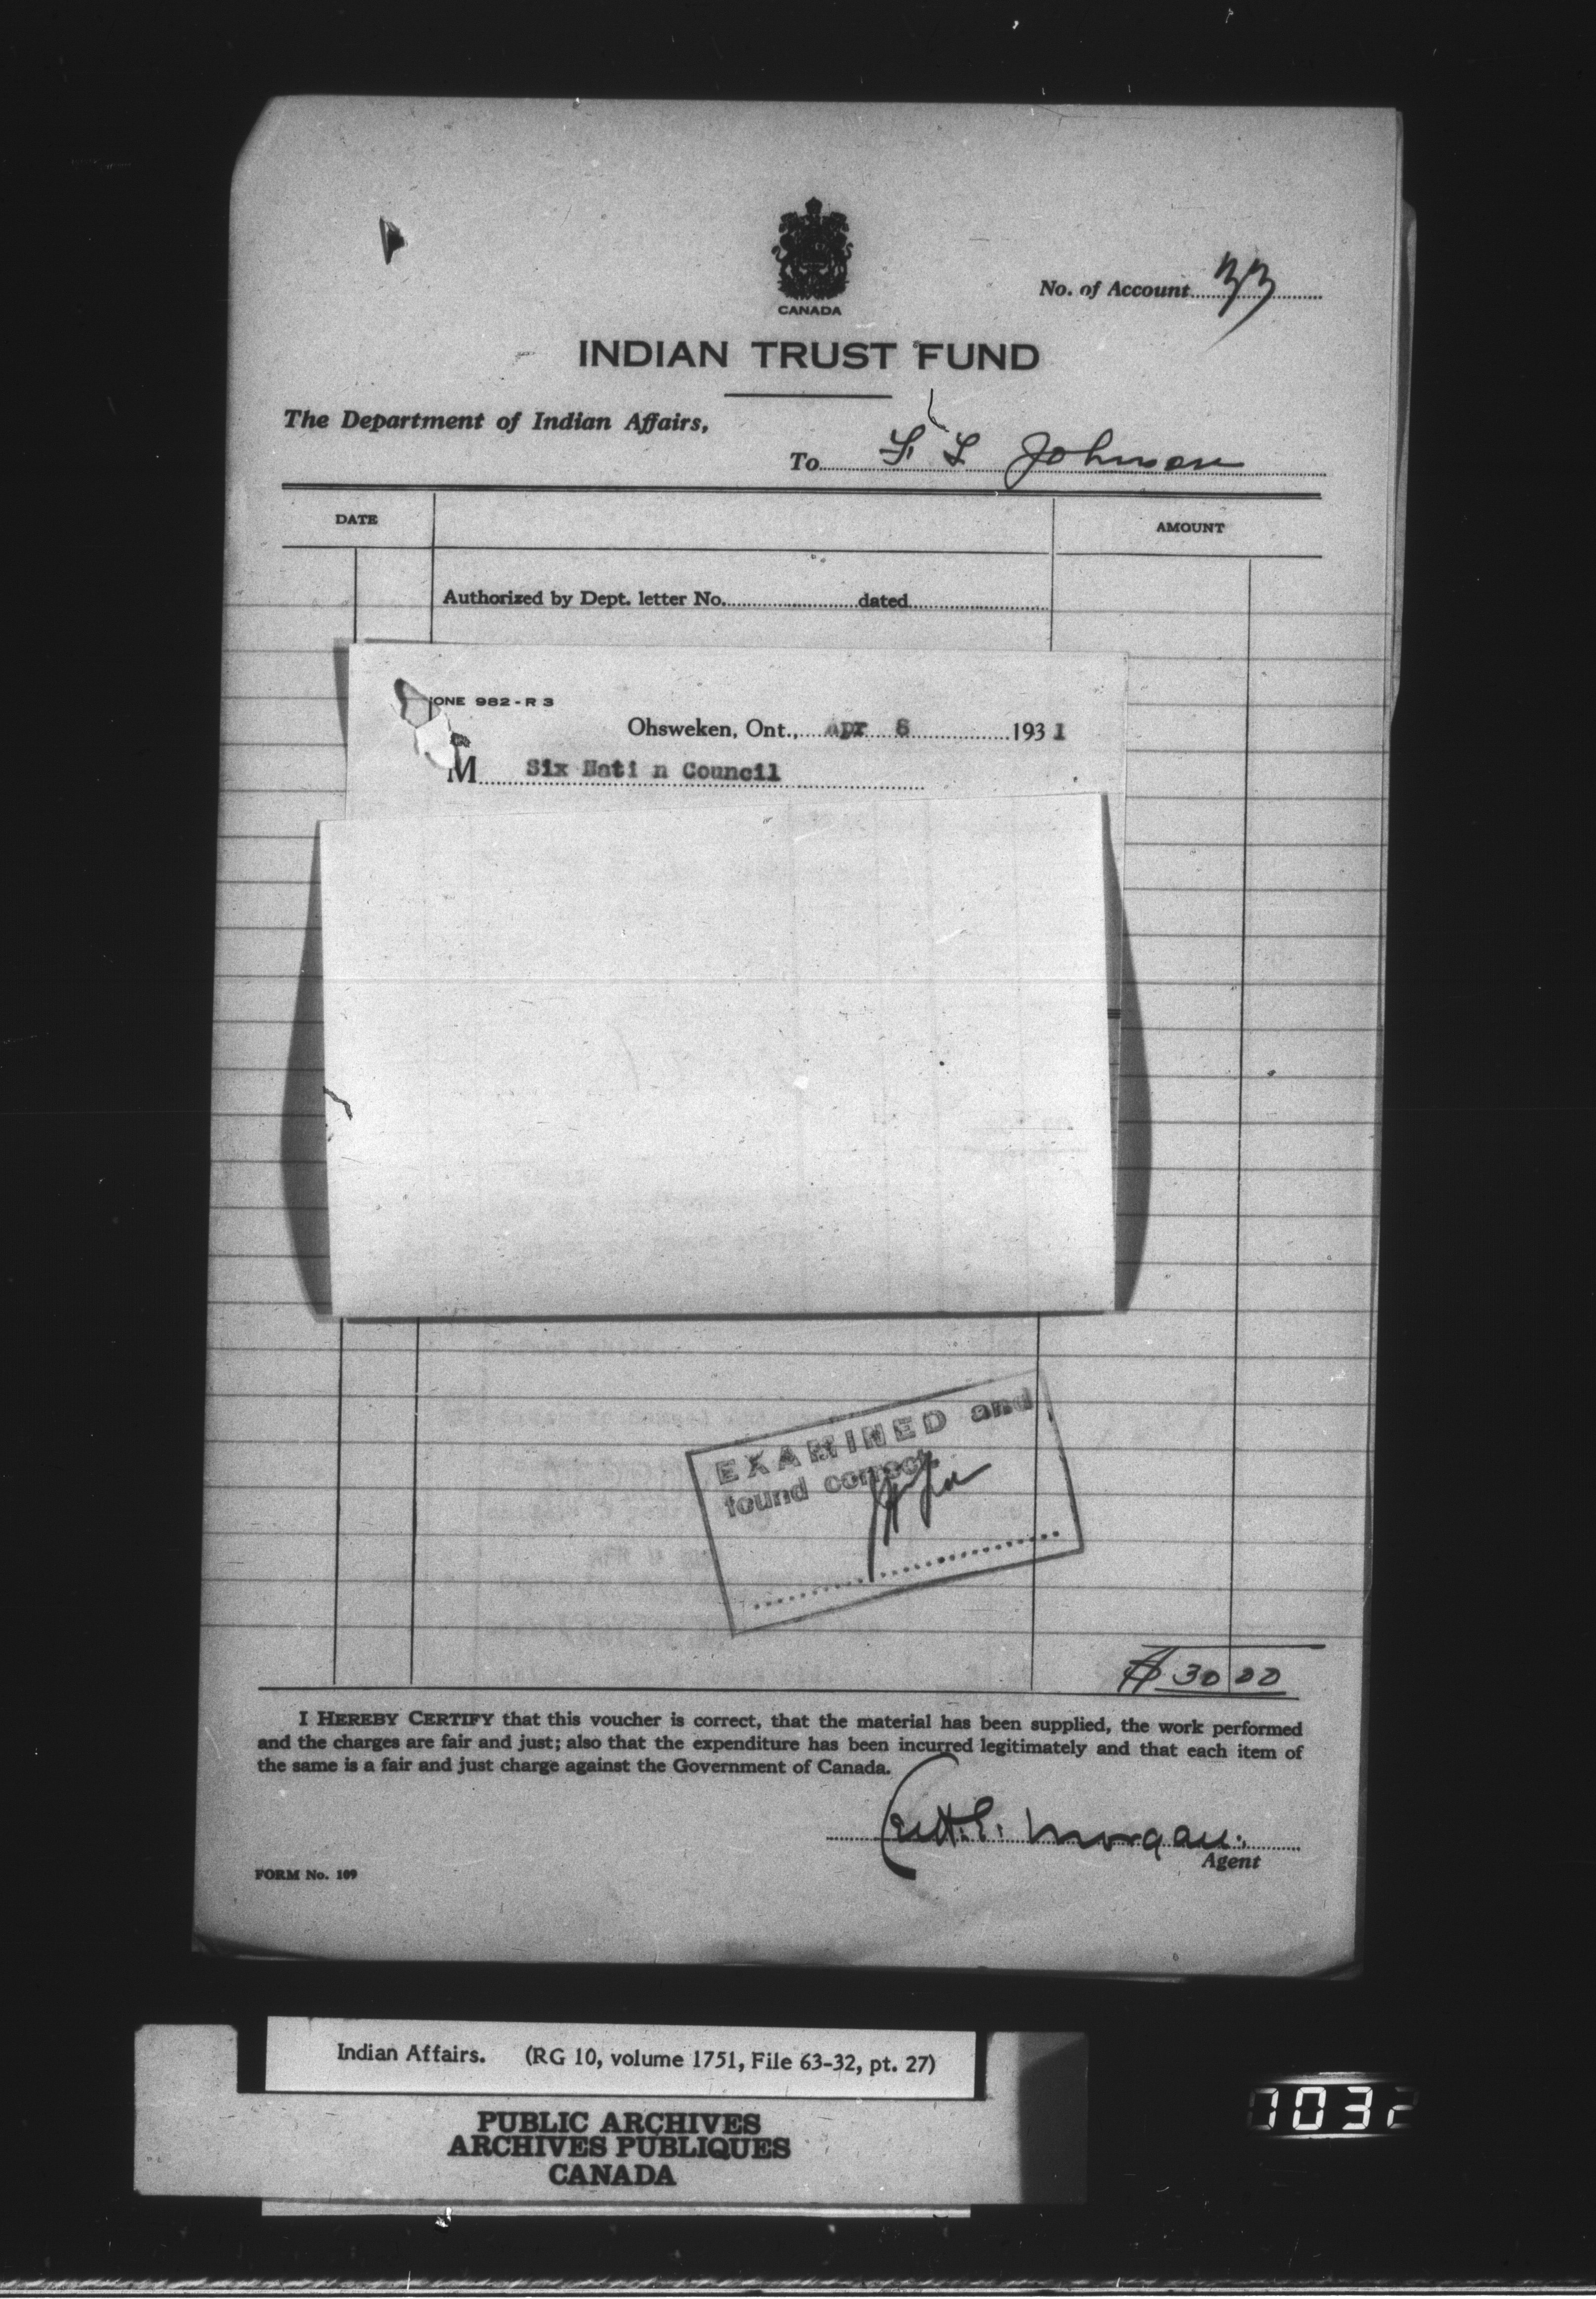 CANADA
No. of Account 33
INDIAN TRUST FUND
The Department of Indian Affairs,
To Johnson
DATE
AMOUNT
Authorized by Dept. letter No. dated
ONE 982-R 3
Ohsweken, Ont., Apr 6 1931
M Six Nati n Council
EXAMINED and
found correct
$ 30 00
I HEREBY CERTIFY that this voucher is correct, that the material has been supplied, the work performed
and the charges are fair and just; also that the expenditure has been incurred legitimately and that each item of
the same is a fair and just charge against the Government of Canada.
Morgan.
Agent
FORM No. 109
Indian Affairs. (RG 10, volume 1751, File 63-32, pt. 27)
PUBLIC ARCHIVES
ARCHIVES PUBLIQUES
CANADA